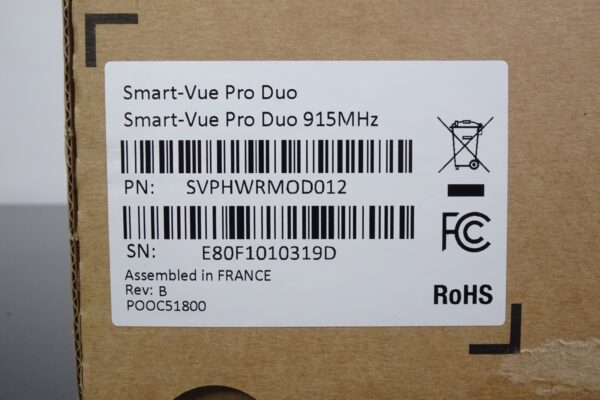 Smart-Vue Pro Duo
Smart-Vue Pro Duo 915MHz
PN: SVPHWRMOD012
SN: E80F1010319D
Assembled in FRANCE
Rev: B
POOC51800
FC
RoHS